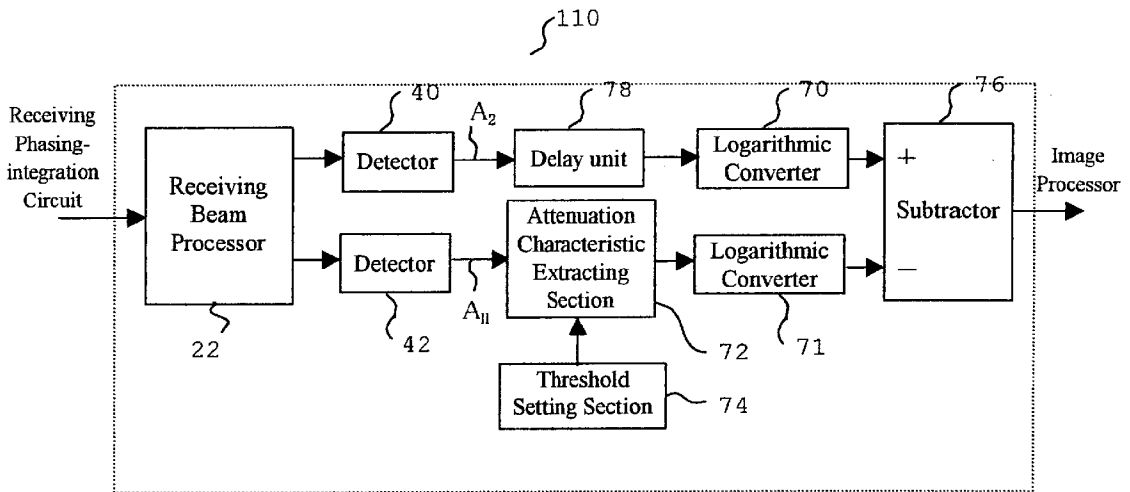 110
Receiving
Phasing-
integration
Circuit
40
78
70
76
A2
Detector
Delay unit
Logarithmic
Converter
+
Image
Processor
Receiving
Beam
Processor
Subtractor
Attenuation
Characteristic
Extracting
Section
Detector
Logarithmic
Converter
−
A11
22
42
72
71
Threshold
Setting Section
74